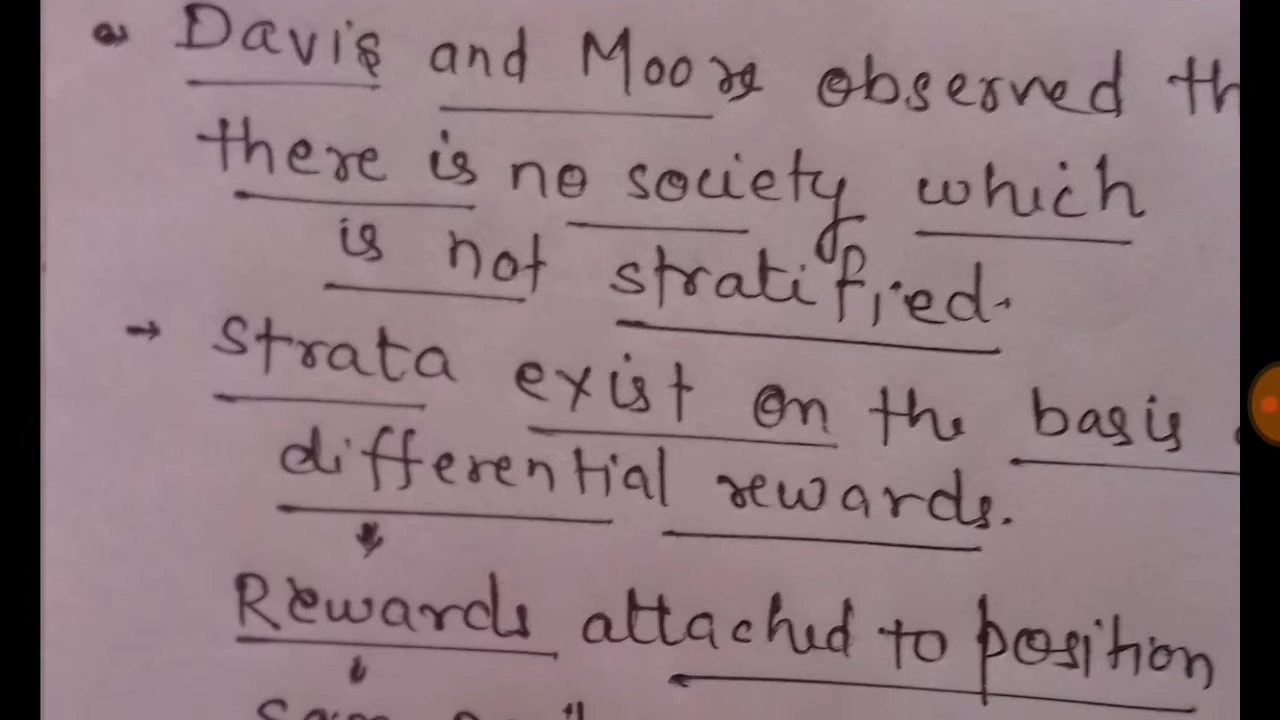 Davis and Moore observed th
there is no society which
is not stratified.
→ Strata exist on the basis
differential rewards.
Rewards attached to position